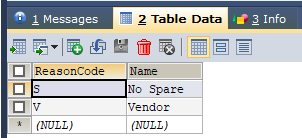 1 Messages 2 Table Data 3 Info
ReasonCode Name
S No Spare
V Vendor
* (NULL) (NULL)